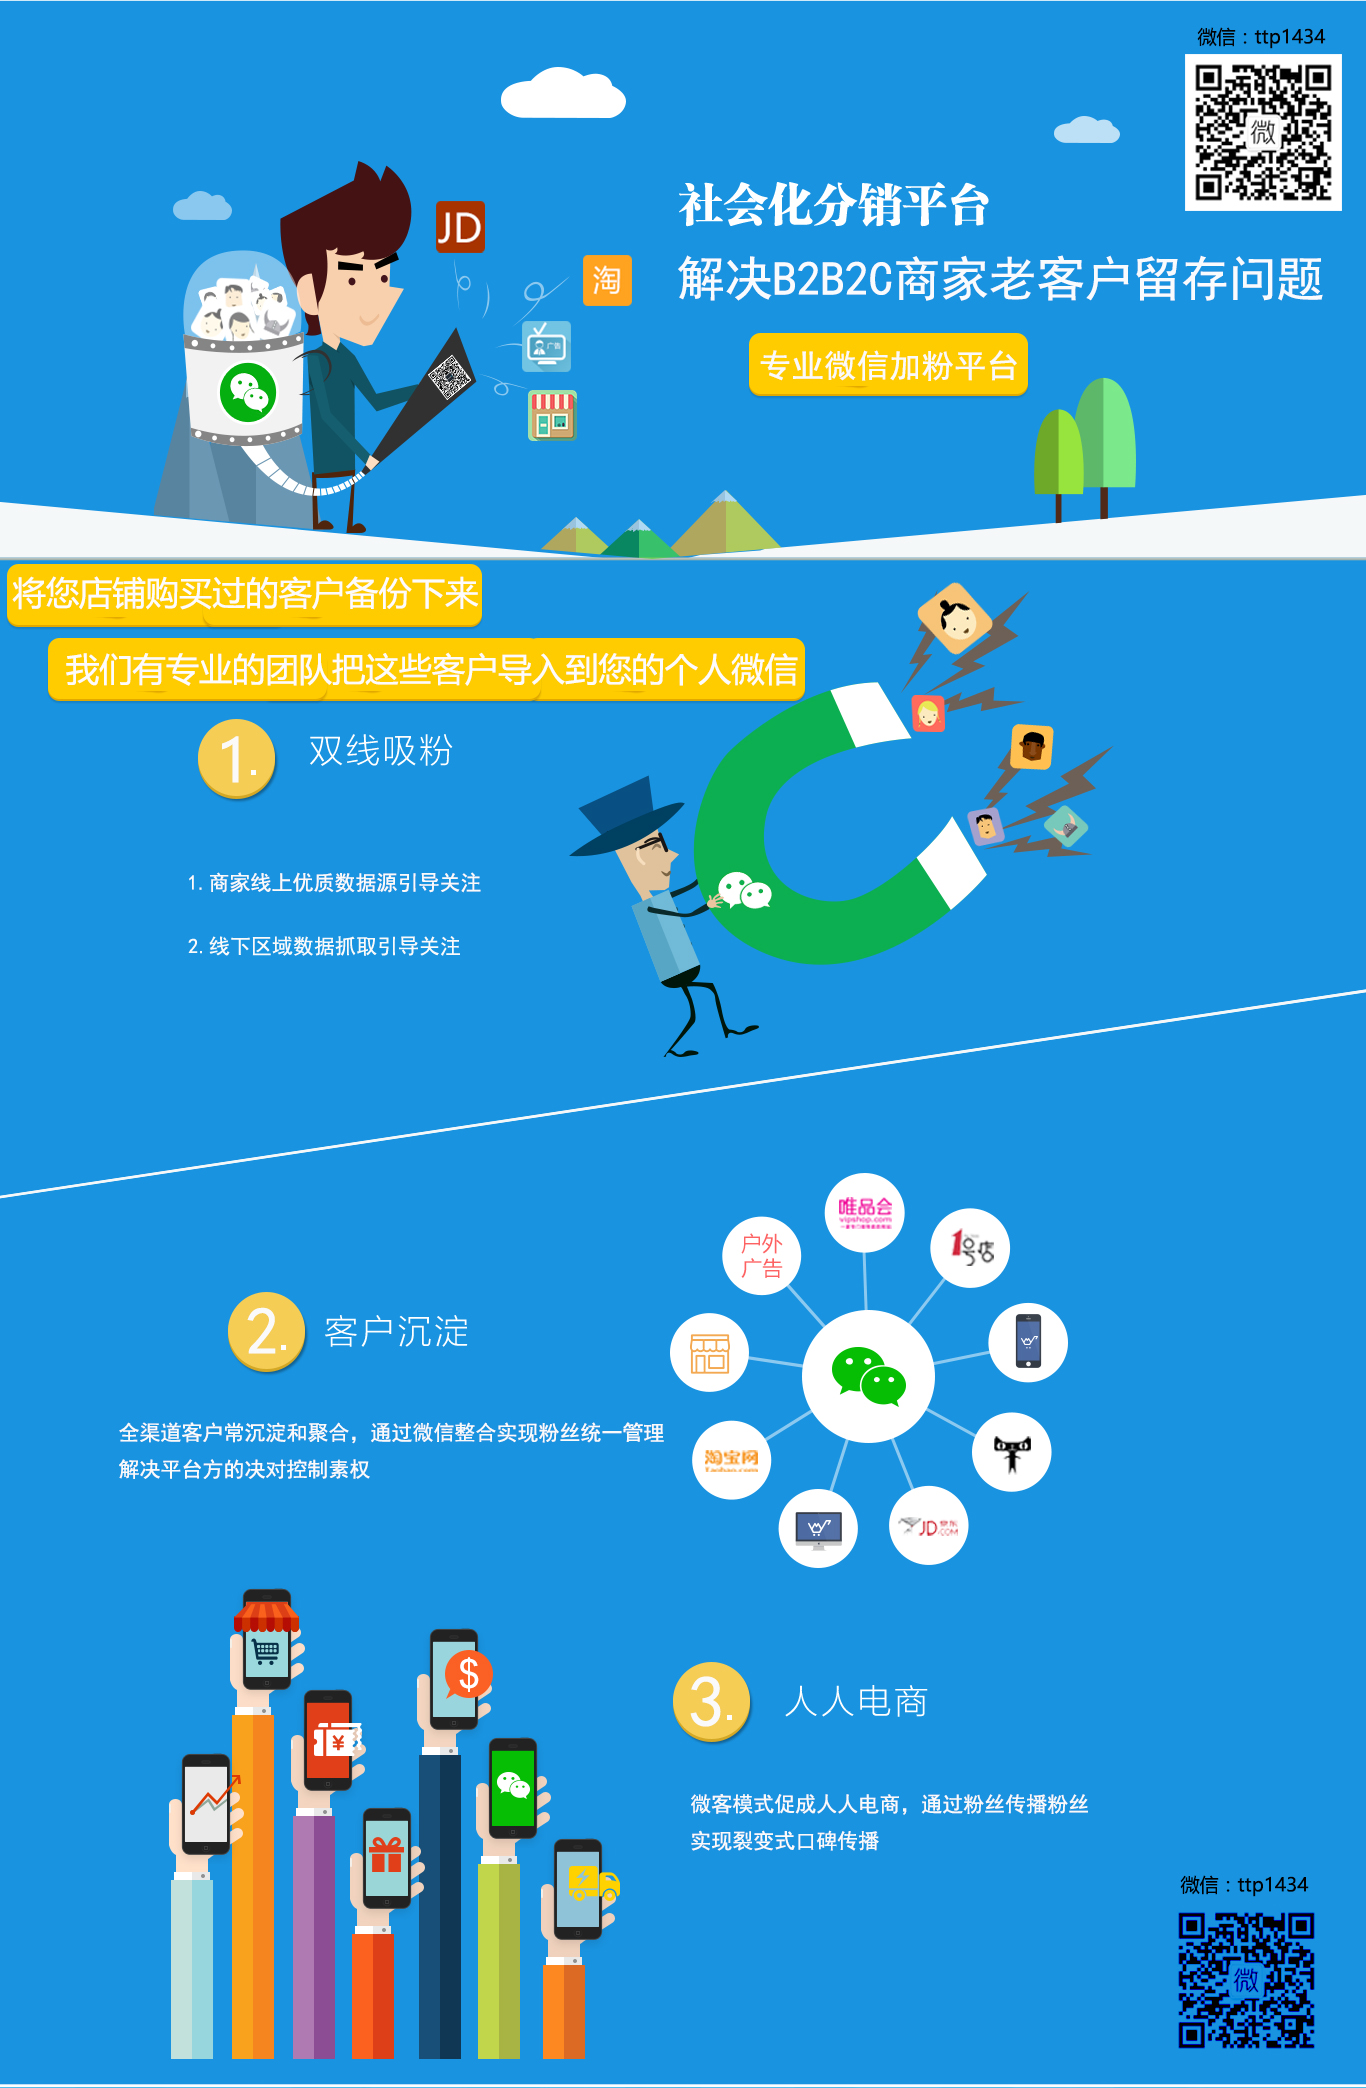 微信：ttp1434
微
社会化分销平台
JD
解决B2B2C商家老客户留存问题
淘
广告
专业微信加粉平台
将您店铺购买过的客户备份下来
我们有专业的团队把这些客户导入到您的个人微信
1.
双线吸粉
1. 商家线上优质数据源引导关注
2. 线下区域数据抓取引导关注
唯品会
vipshop.com
户外
广告
1号店
2.
客户沉淀
全渠道客户常沉淀和聚合，通过微信整合实现粉丝统一管理
解决平台方的决对控制素权
淘宝网
Taobao.com
京东
JD.COM
$
3.
人人电商
¥
微客模式促成人人电商，通过粉丝传播粉丝
实现裂变式口碑传播
微信：ttp1434
微